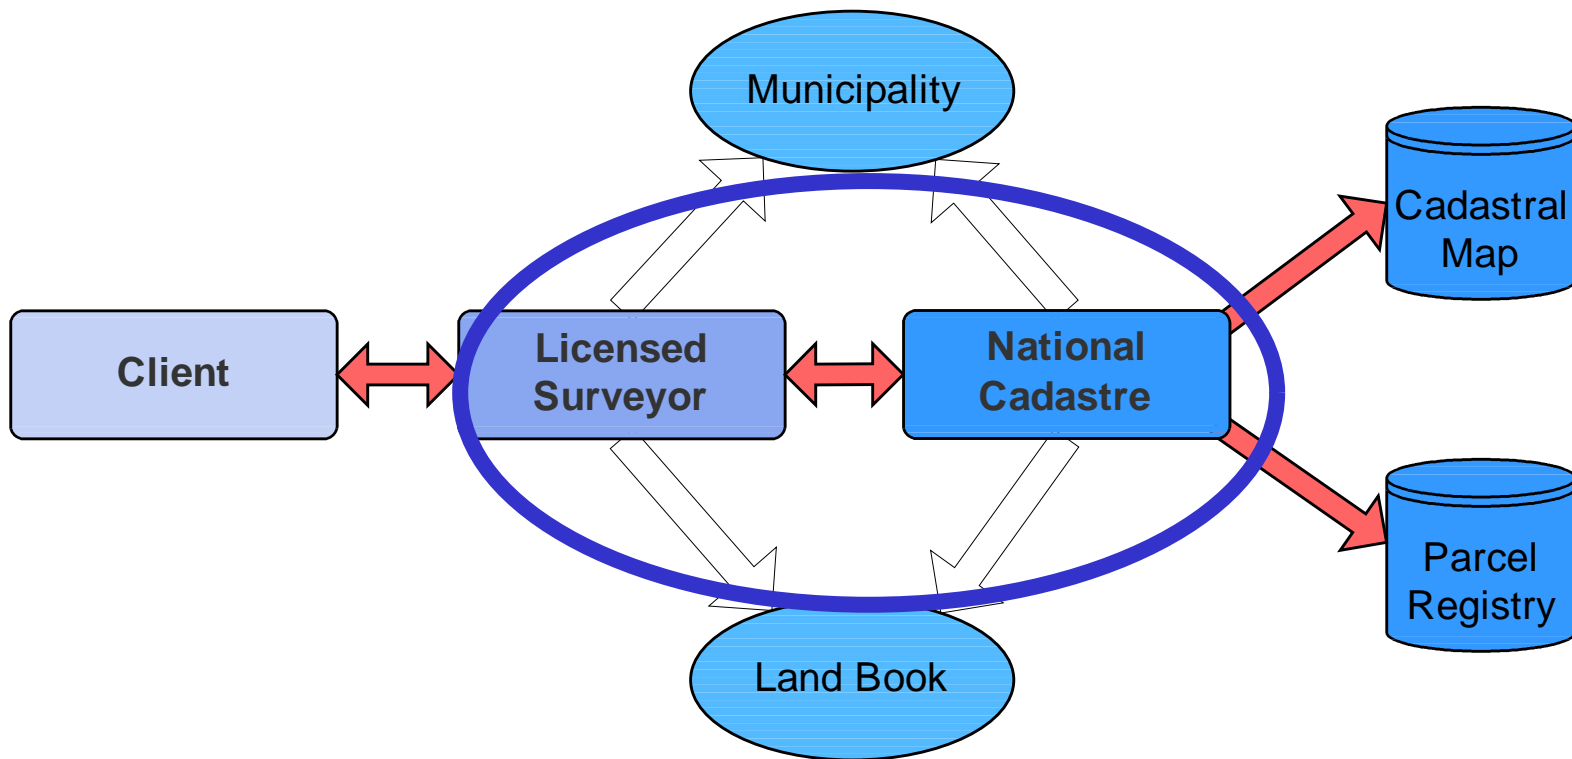 Municipality
Cadastral
Map
Client
Licensed
Surveyor
National
Cadastre
Parcel
Registry
Land Book